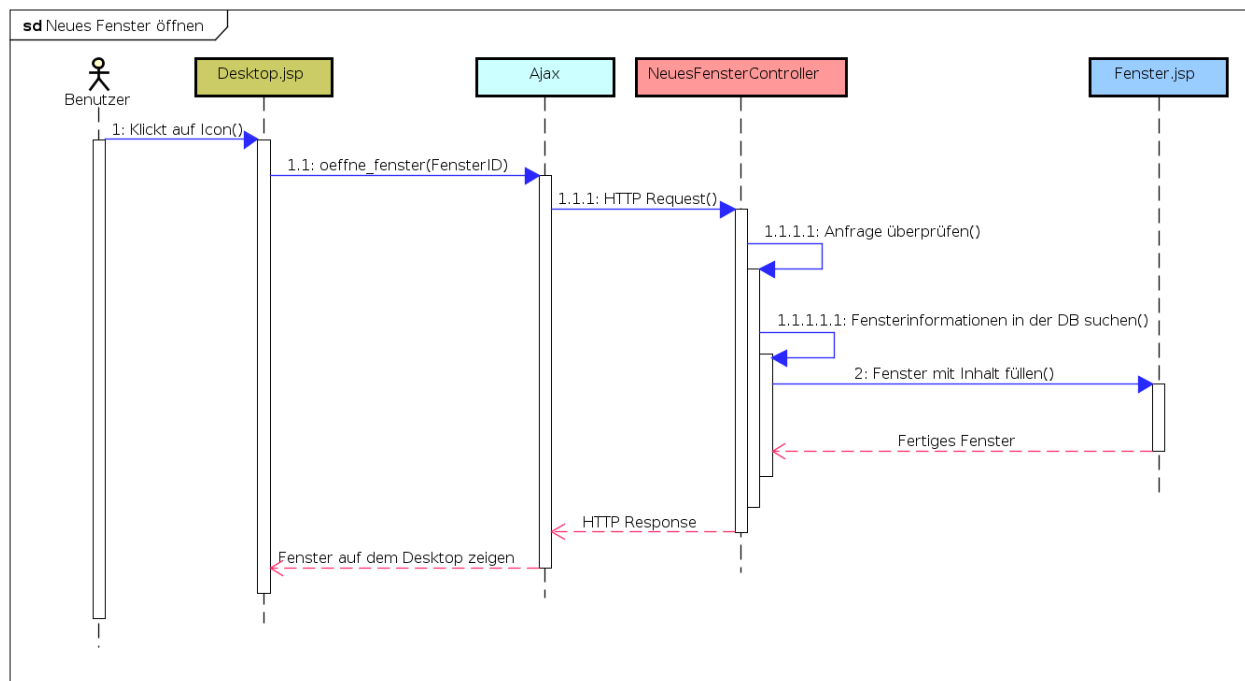 sd Neues Fenster öffnen
Benutzer
Desktop.jsp
Ajax
NeuesFensterController
Fenster.jsp
1: Klickt auf Icon()
1.1: oeffne_fenster(FensterID)
1.1.1: HTTP Request()
1.1.1.1: Anfrage überprüfen()
1.1.1.1.1: Fensterinformationen in der DB suchen()
2: Fenster mit Inhalt füllen()
Fertiges Fenster
HTTP Response
Fenster auf dem Desktop zeigen